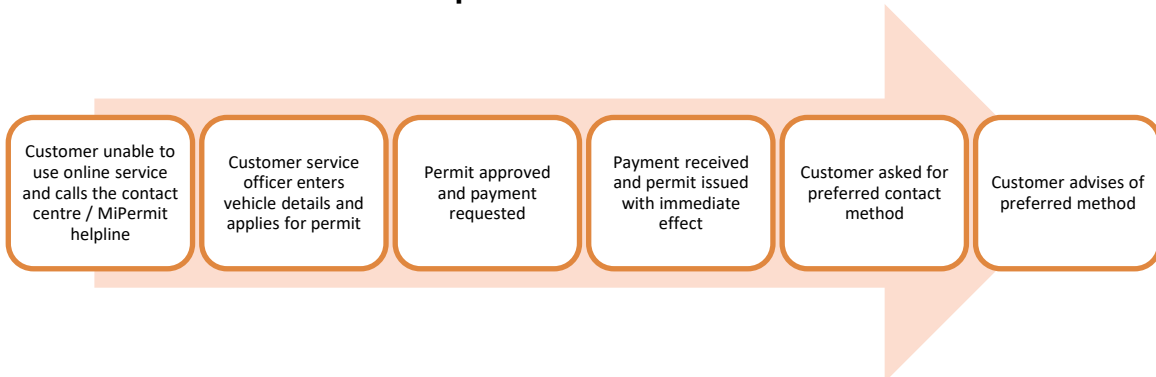 Customer unable to
use online service
and calls the contact
centre / MiPermit
helpline
Customer service
officer enters
vehicle details and
applies for permit
Permit approved
and payment
requested
Payment received
and permit issued
with immediate
effect
Customer asked for
preferred contact
method
Customer advises of
preferred method